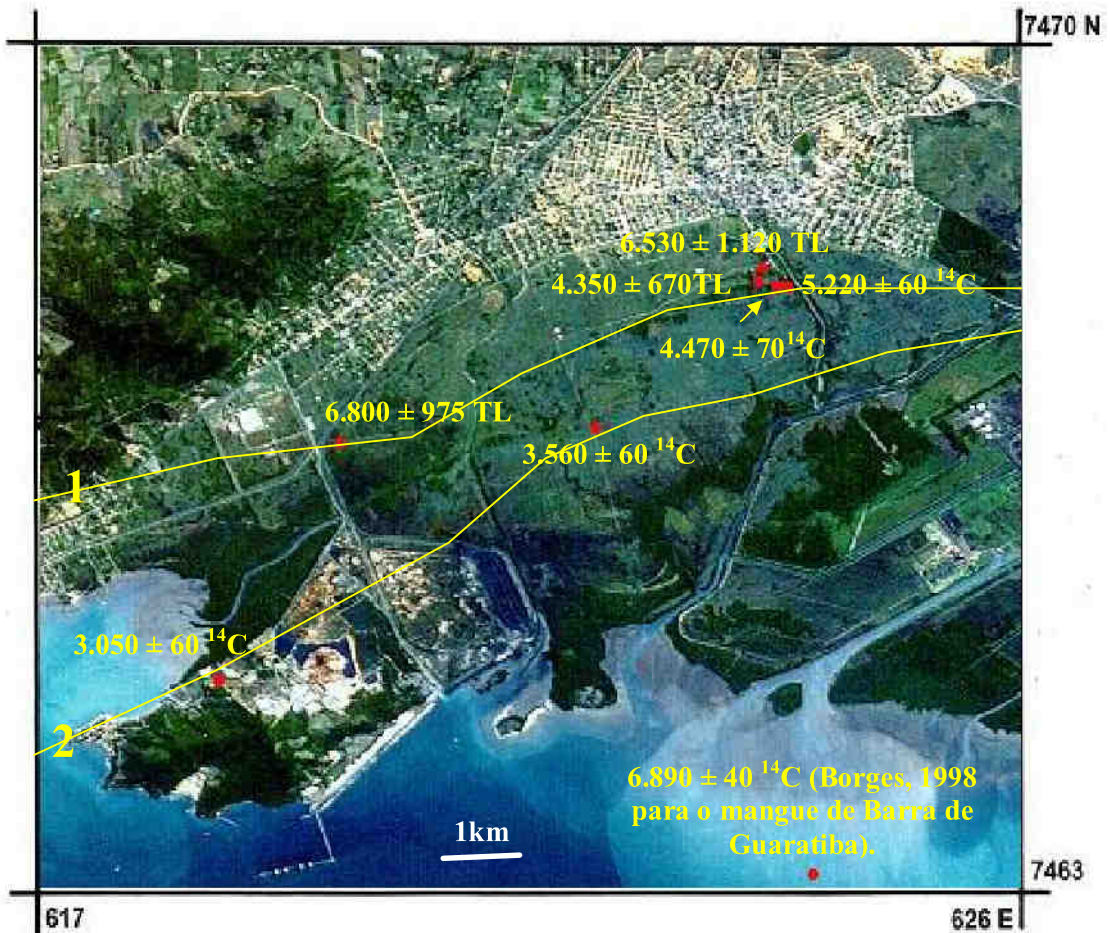 7470 N
6.530 ± 1.120 TL
4.350 ± 670TL
5.220 ± 60 ¹⁴C
4.470 ± 70¹⁴C
6.800 ± 975 TL
3.560 ± 60 ¹⁴C
1
3.050 ± 60 ¹⁴C
2
6.890 ± 40 ¹⁴C (Borges, 1998
para o mangue de Barra de
Guaratiba).
1km
7463
617
626 E